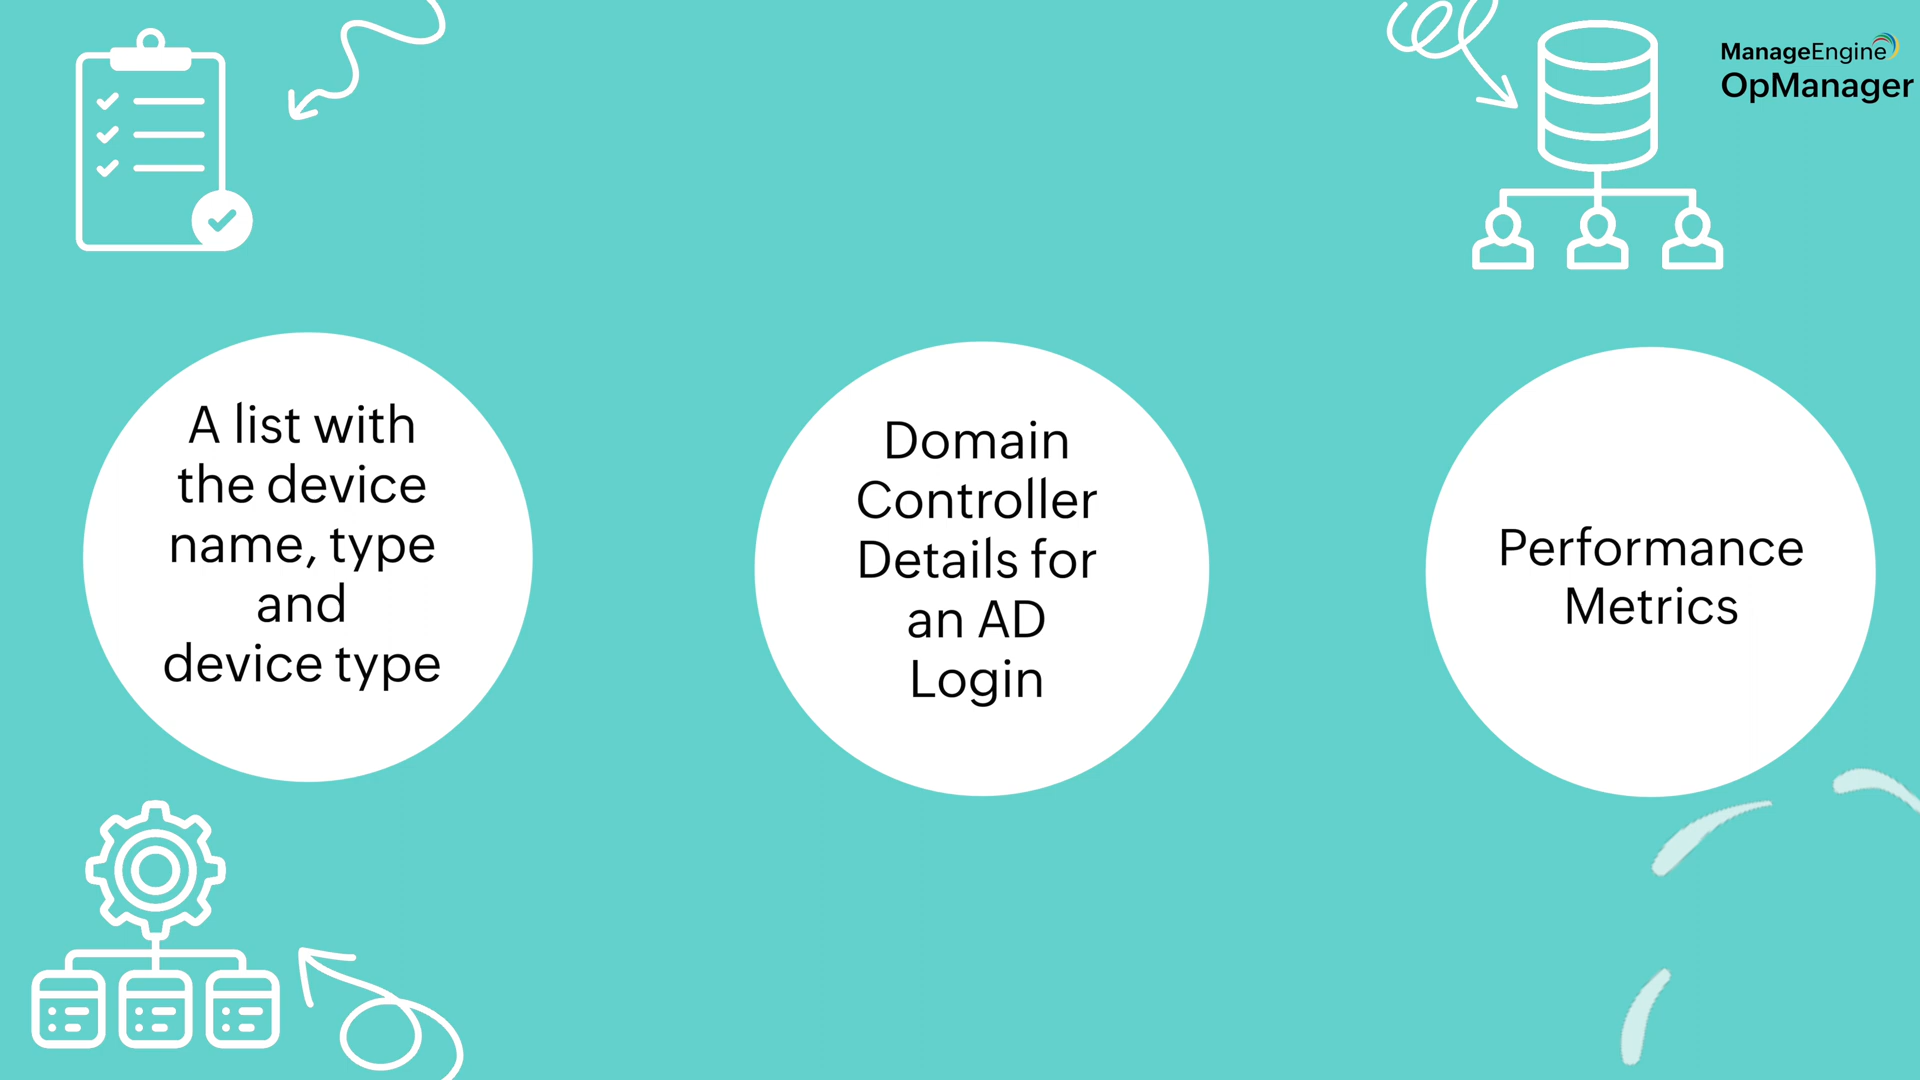 ManageEngine
OpManager
A list with
the device
name, type
and
device type
Domain
Controller
Details for
an AD
Login
Performance
Metrics